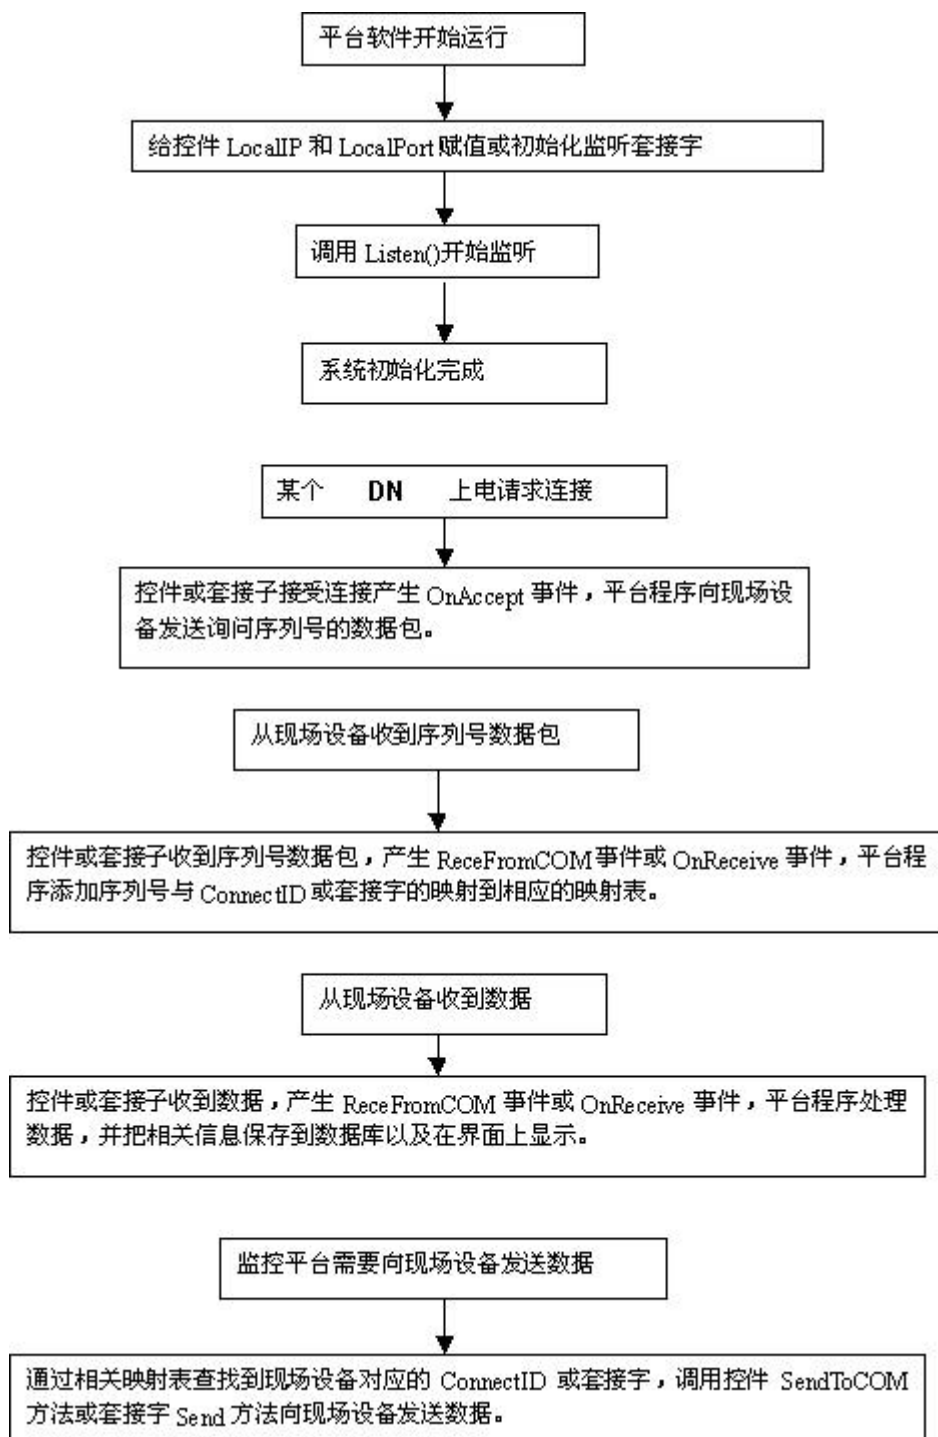 平台软件开始运行
给控件 LocalIP 和 LocalPort 赋值或初始化监听套接字
调用 Listen()开始监听
系统初始化完成
某个 DN 上电请求连接
控件或套接子接受连接产生 OnAccept 事件，平台程序向现场设
备发送询问序列号的数据包。
从现场设备收到序列号数据包
控件或套接子收到序列号数据包，产生 ReceFromCOM 事件或 OnReceive 事件，平台程
序添加序列号与 ConnectID 或套接字的映射到相应的映射表。
从现场设备收到数据
控件或套接子收到数据，产生 ReceFromCOM 事件或 OnReceive 事件，平台程序处理
数据，并把相关信息保存到数据库以及在界面上显示。
监控平台需要向现场设备发送数据
通过相关映射表查找到现场设备对应的 ConnectID 或套接字，调用控件 SendToCOM
方法或套接字 Send 方法向现场设备发送数据。